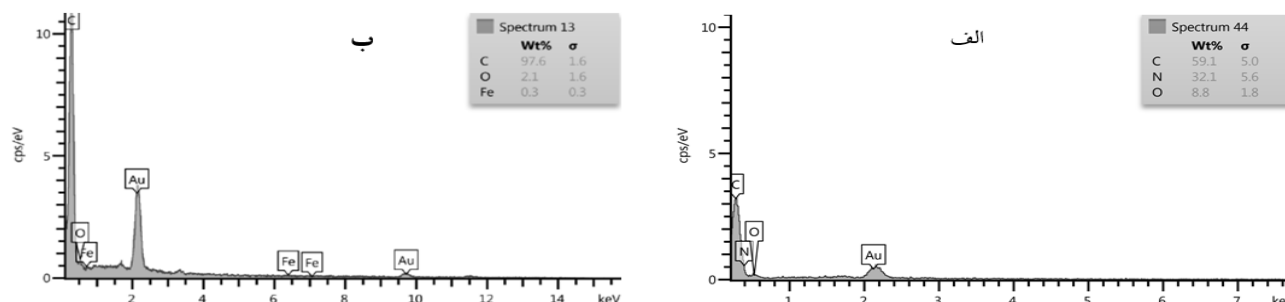 ب
Spectrum 13
Wt% σ
C 97.6 1.6
O 2.1 1.6
Fe 0.3 0.3
cps/eV
10
5
0
C
O
Fe
Au
Fe
Fe
Au
2 4 6 8 10 12 14 keV
الف
Spectrum 44
Wt% σ
C 59.1 5.0
N 32.1 5.6
O 8.8 1.8
cps/eV
10
5
0
C
N
O
Au
1 2 3 4 5 6 7